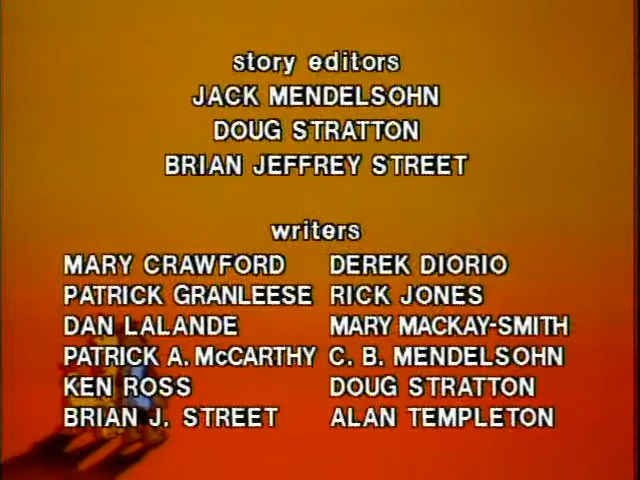 story editors
JACK MENDELSOHN
DOUG STRATTON
BRIAN JEFFREY STREET
writers
MARY CRAWFORD DEREK DIORIO
PATRICK GRANLEESE RICK JONES
DAN LALANDE MARY MACKAY-SMITH
PATRICK A. McCARTHY C. B. MENDELSOHN
KEN ROSS DOUG STRATTON
BRIAN J. STREET ALAN TEMPLETON